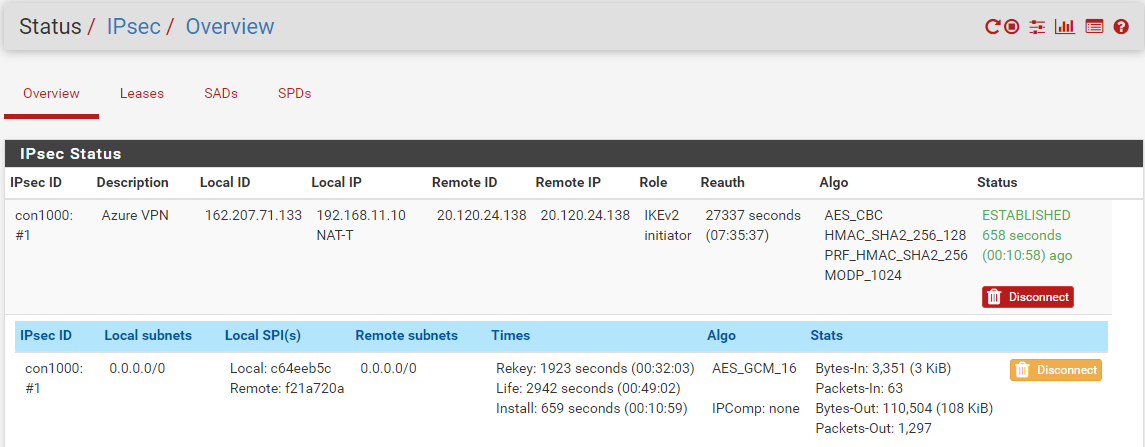 Status / IPsec / Overview
Overview Leases SADs SPDs
IPsec Status
IPsec ID Description Local ID Local IP Remote ID Remote IP Role Reauth Algo Status
con1000: Azure VPN 162.207.71.133 192.168.11.10 20.120.24.138 20.120.24.138 IKEv2 27337 seconds AES_CBC ESTABLISHED
#1 NAT-T initiator (07:35:37) HMAC_SHA2_256_128 658 seconds
PRF_HMAC_SHA2_256 (00:10:58) ago
MODP_1024
Disconnect
IPsec ID Local subnets Local SPI(s) Remote subnets Times Algo Stats
con1000: 0.0.0.0/0 Local: c64eeb5c 0.0.0.0/0 Rekey: 1923 seconds (00:32:03) AES_GCM_16 Bytes-In: 3,351 (3 KiB) Disconnect
#1 Remote: f21a720a Life: 2942 seconds (00:49:02) Packets-In: 63
Install: 659 seconds (00:10:59) IPComp: none Bytes-Out: 110,504 (108 KiB)
Packets-Out: 1,297